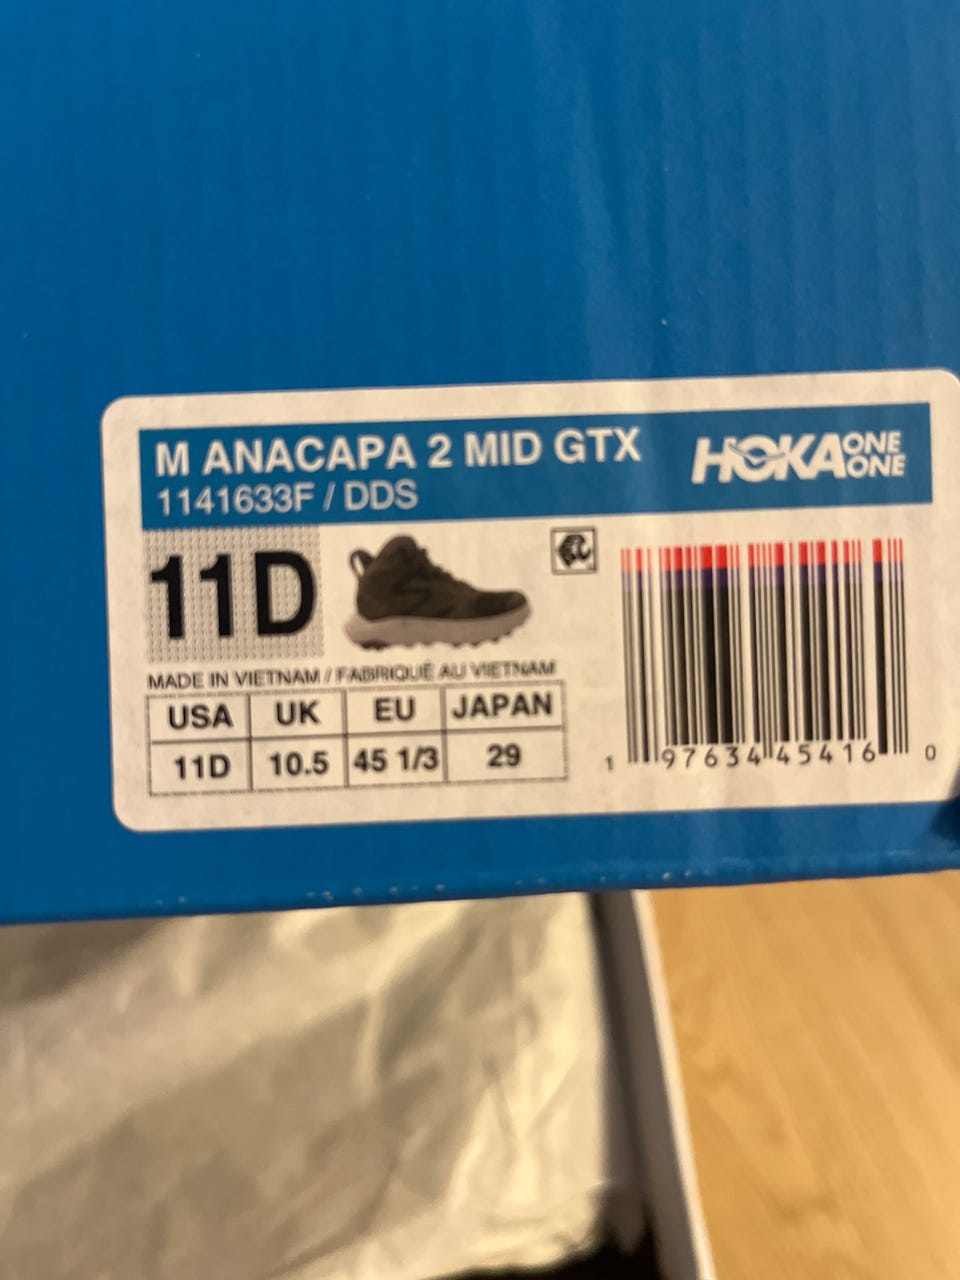 M ANACAPA 2 MID GTX
1141633F / DDS
HOKA ONE ONE
11D
MADE IN VIETNAM / FABRIQUÉ AU VIETNAM
USA UK EU JAPAN
11D 10.5 45 1/3 29
1 97634 45416 0